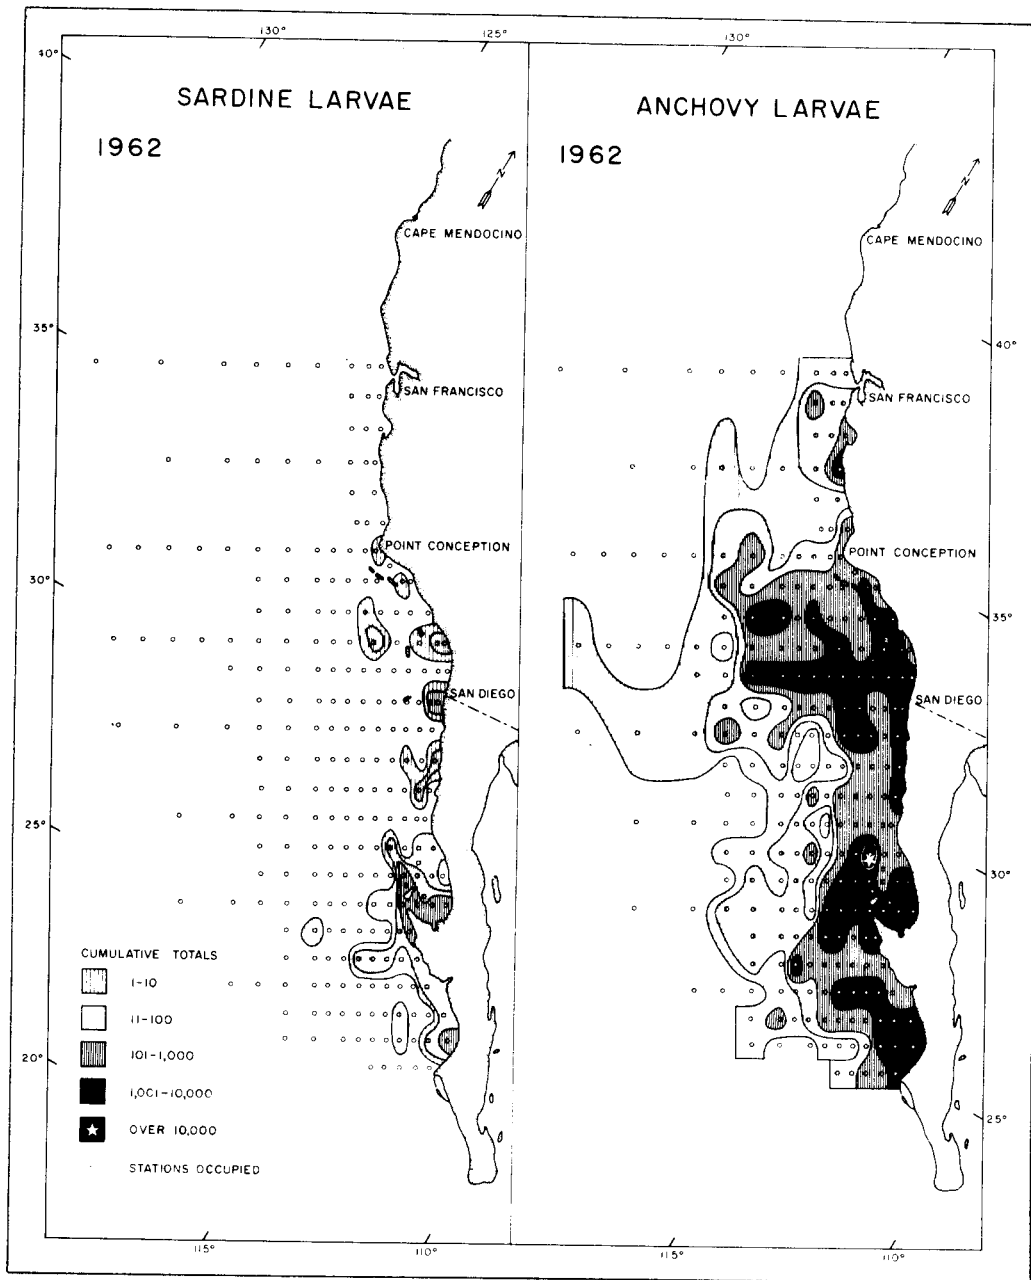 130°
125°
40°
SARDINE LARVAE
1962
N
CAPE MENDOCINO
35°
SAN FRANCISCO
POINT CONCEPTION
30°
SAN DIEGO
25°
CUMULATIVE TOTALS
1-10
11-100
101-1,000
20°
1,001-10,000
OVER 10,000
STATIONS OCCUPIED
115°
110°
130°
ANCHOVY LARVAE
1962
N
CAPE MENDOCINO
40°
SAN FRANCISCO
POINT CONCEPTION
35°
SAN DIEGO
30°
25°
115°
110°